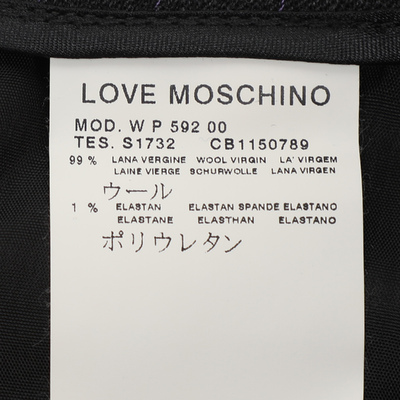 LOVE MOSCHINO
MOD. W P 592 00
TES. S1732 CB1150789
99 % LANA VERGINE WOOL VIRGIN LA' VIRGEM
LAINE VIERGE SCHURWOLLE LANA VIRGEN
ウール
1 % ELASTAN ELASTAN SPANDE ELASTANO
ELASTANE ELASTHAN ELASTANO
ポリウレタン